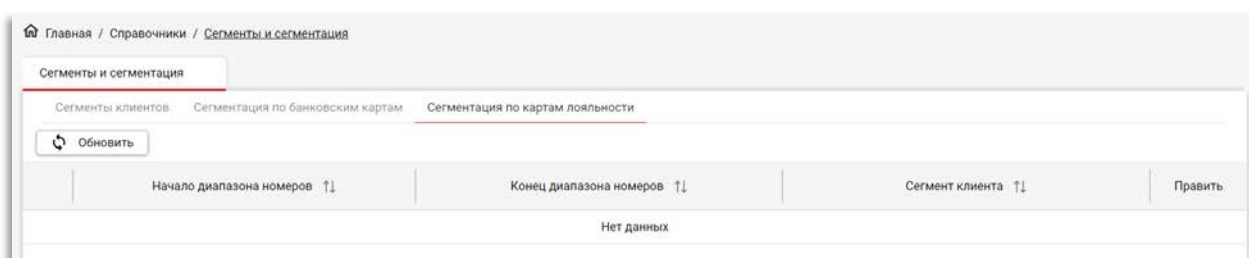 Главная / Справочники / Сегменты и сегментация
Сегменты и сегментация
Сегменты клиентов Сегментация по банковским картам Сегментация по картам лояльности
Обновить
Начало диапазона номеров Конец диапазона номеров Сегмент клиента Править
Нет данных